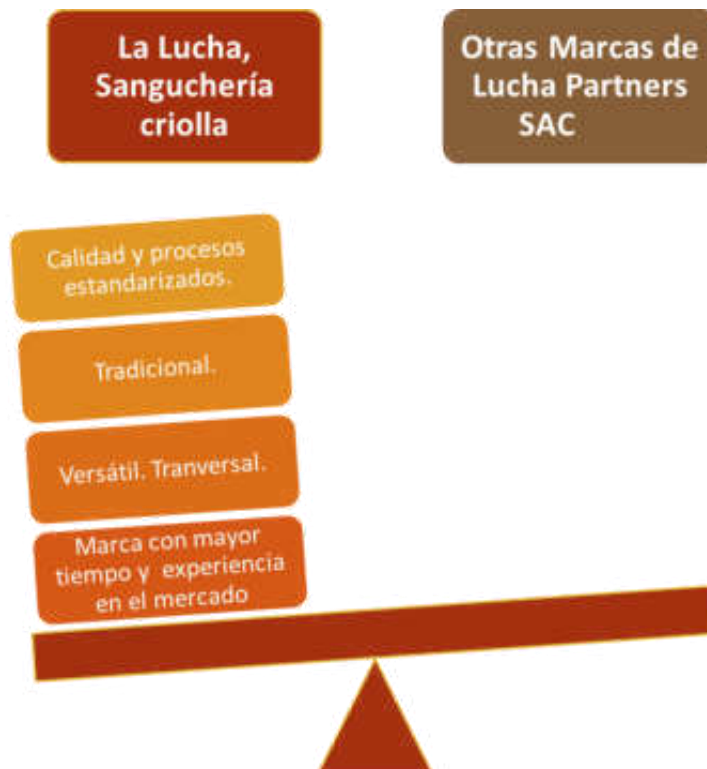 La Lucha,
Sanguchería
criolla
Otras Marcas de
Lucha Partners
SAC
Calidad y procesos
estandarizados.
Tradicional.
Versátil. Tranversal.
Marca con mayor
tiempo y experiencia
en el mercado